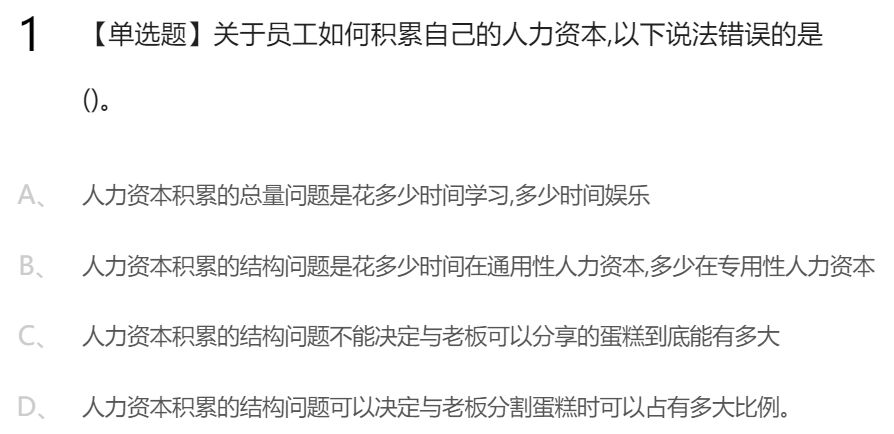 1 【单选题】关于员工如何积累自己的人力资本,以下说法错误的是
()。
A、 人力资本积累的总量问题是花多少时间学习,多少时间娱乐
B、 人力资本积累的结构问题是花多少时间在通用性人力资本,多少在专用性人力资本
C、 人力资本积累的结构问题不能决定与老板可以分享的蛋糕到底能有多大
D、 人力资本积累的结构问题可以决定与老板分割蛋糕时可以占有多大比例。